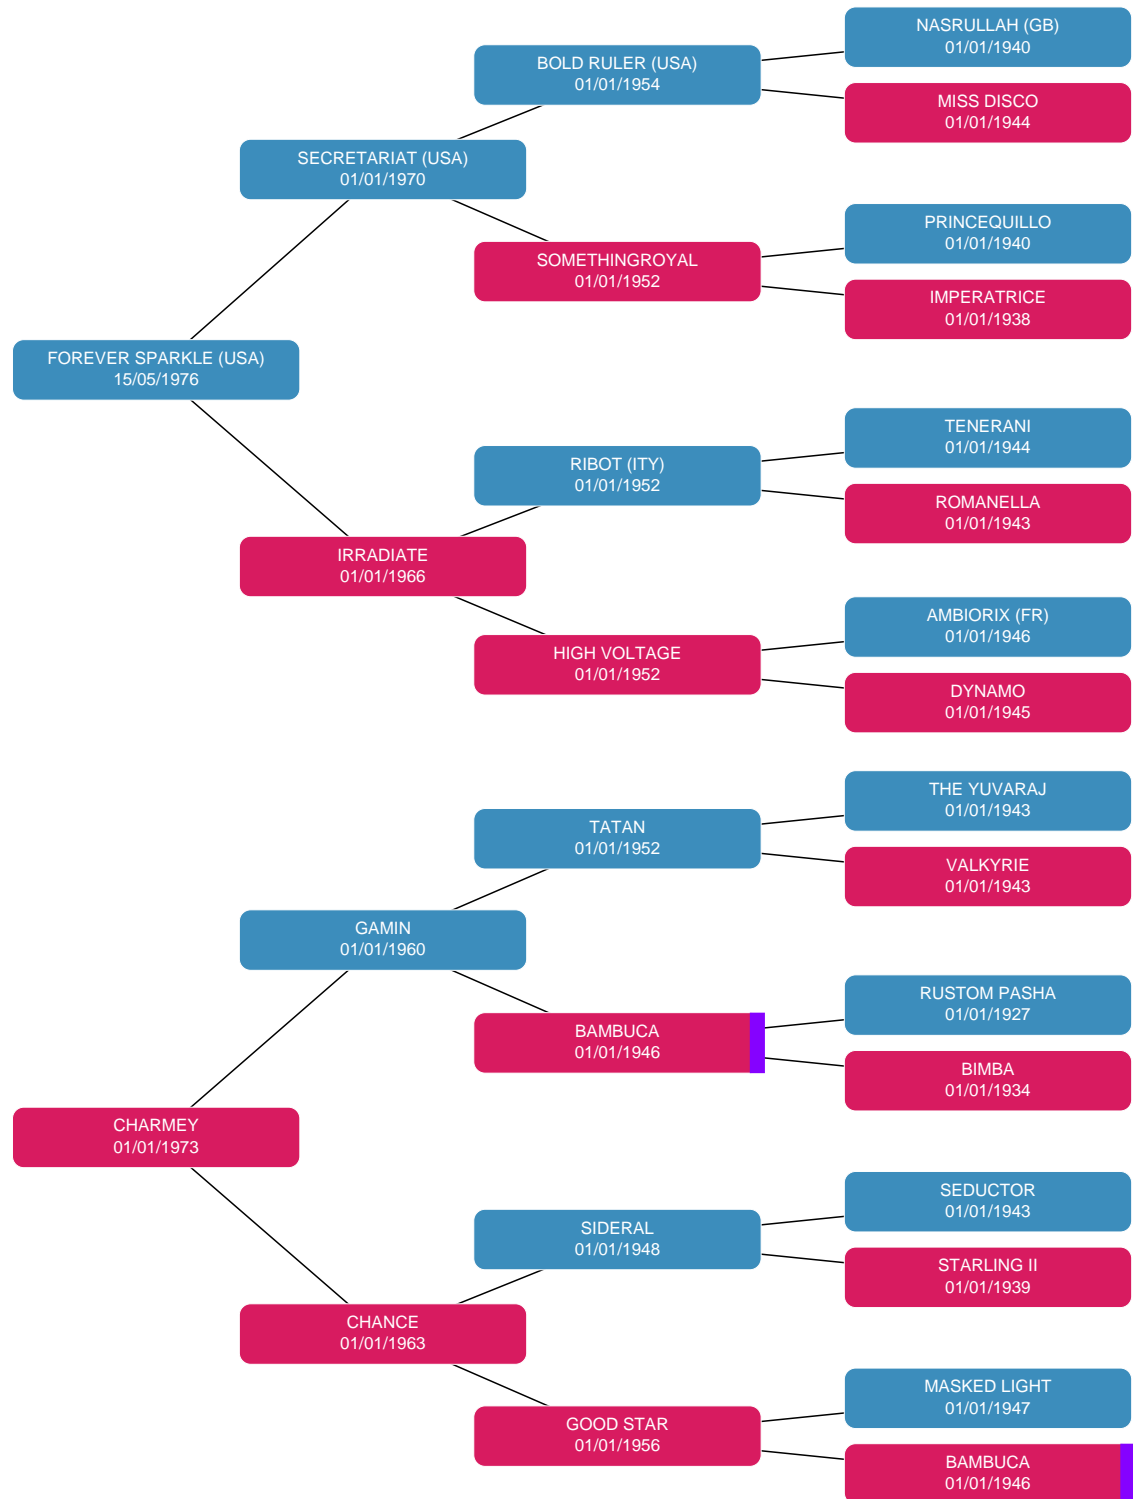 NASRULLAH (GB)
01/01/1940
BOLD RULER (USA)
01/01/1954
MISS DISCO
01/01/1944
SECRETARIAT (USA)
01/01/1970
PRINCEQUILLO
01/01/1940
SOMETHINGROYAL
01/01/1952
IMPERATRICE
01/01/1938
FOREVER SPARKLE (USA)
15/05/1976
TENERANI
01/01/1944
RIBOT (ITY)
01/01/1952
ROMANELLA
01/01/1943
IRRADIATE
01/01/1966
AMBIORIX (FR)
01/01/1946
HIGH VOLTAGE
01/01/1952
DYNAMO
01/01/1945
THE YUVARAJ
01/01/1943
TATAN
01/01/1952
VALKYRIE
01/01/1943
GAMIN
01/01/1960
RUSTOM PASHA
01/01/1927
BAMBUCA
01/01/1946
BIMBA
01/01/1934
CHARMEY
01/01/1973
SEDUCTOR
01/01/1943
SIDERAL
01/01/1948
STARLING II
01/01/1939
CHANCE
01/01/1963
MASKED LIGHT
01/01/1947
GOOD STAR
01/01/1956
BAMBUCA
01/01/1946